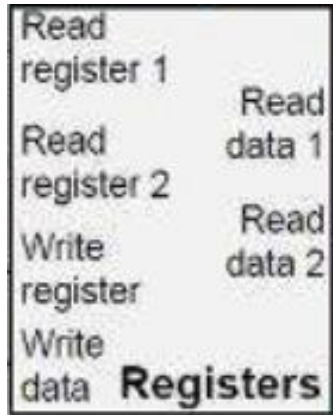 Read
register 1
Read
data 1
Read
register 2
Read
data 2
Write
register
Write
data
Registers